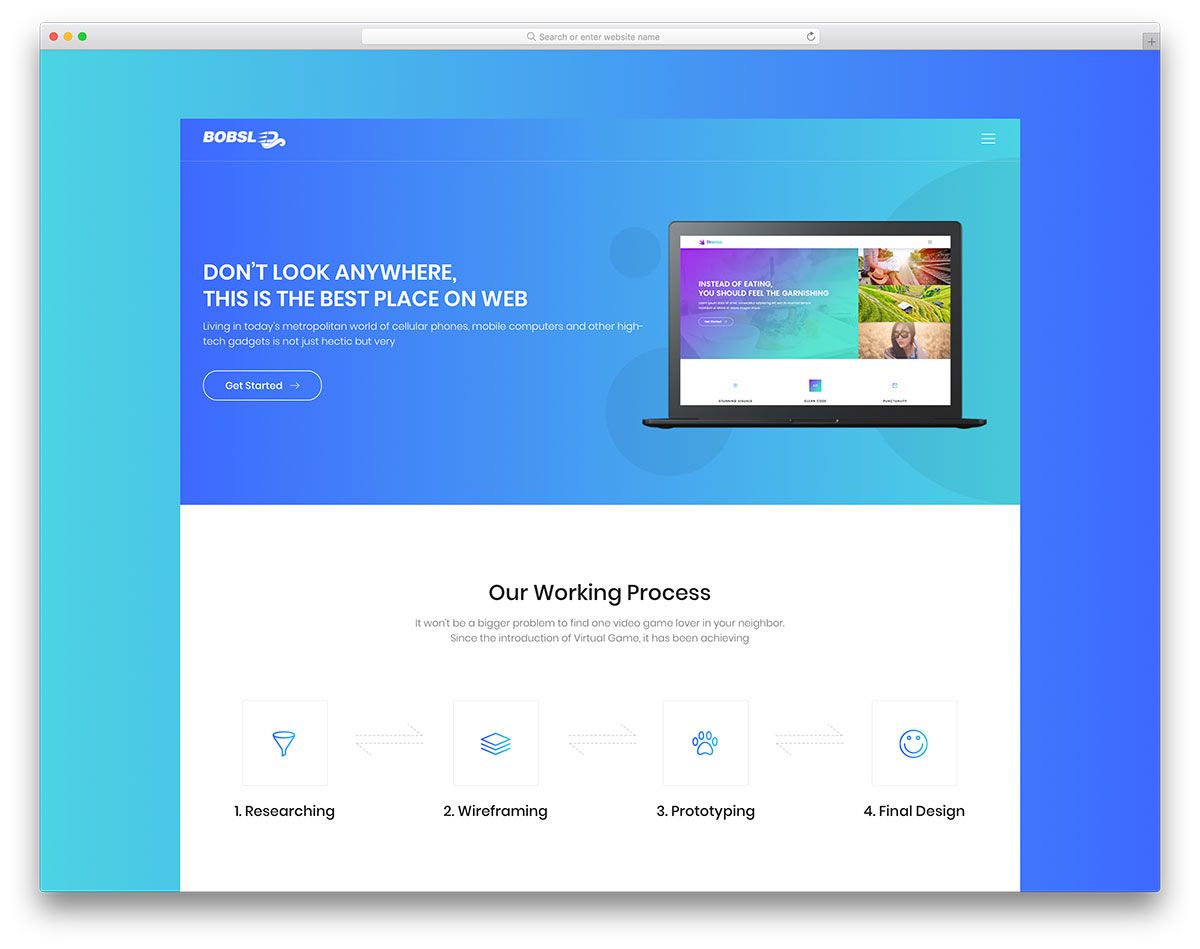 Search or enter website name
BOBSL
DON'T LOOK ANYWHERE,
THIS IS THE BEST PLACE ON WEB
Living in today's metropolitan world of cellular phones, mobile computers and other high-
tech gadgets is not just hectic but very
Get Started
INSTEAD OF EATING,
YOU SHOULD FEEL THE GARNISHING
Get Started
STUNNING VISUALS
CLEAN CODE
PUNCTUALITY
Our Working Process
It won't be a bigger problem to find one video game lover in your neighbor.
Since the introduction of Virtual Game, it has been achieving
1. Researching
2. Wireframing
3. Prototyping
4. Final Design